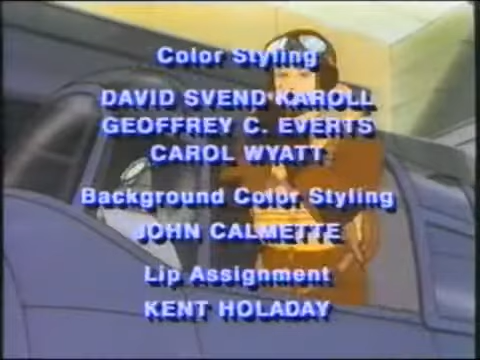 Color Styling
DAVID SVEND KAROLL
GEOFFREY C. EVERTS
CAROL WYATT
Background Color Styling
JOHN CALMETTE
Lip Assignment
KENT HOLADAY